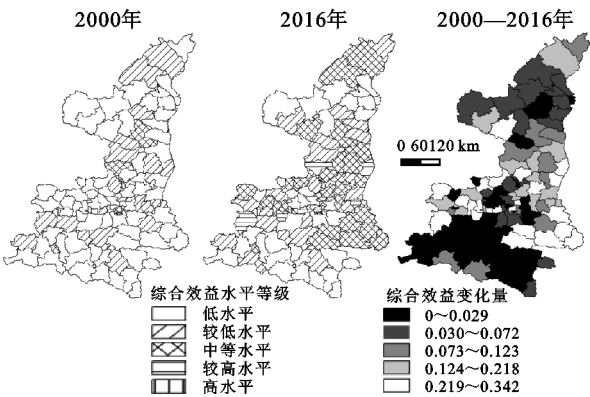 2000年 2016年 2000—2016年
0 60120 km
综合效益水平等级
低水平
较低水平
中等水平
较高水平
高水平
综合效益变化量
0～0.029
0.030～0.072
0.073～0.123
0.124～0.218
0.219～0.342